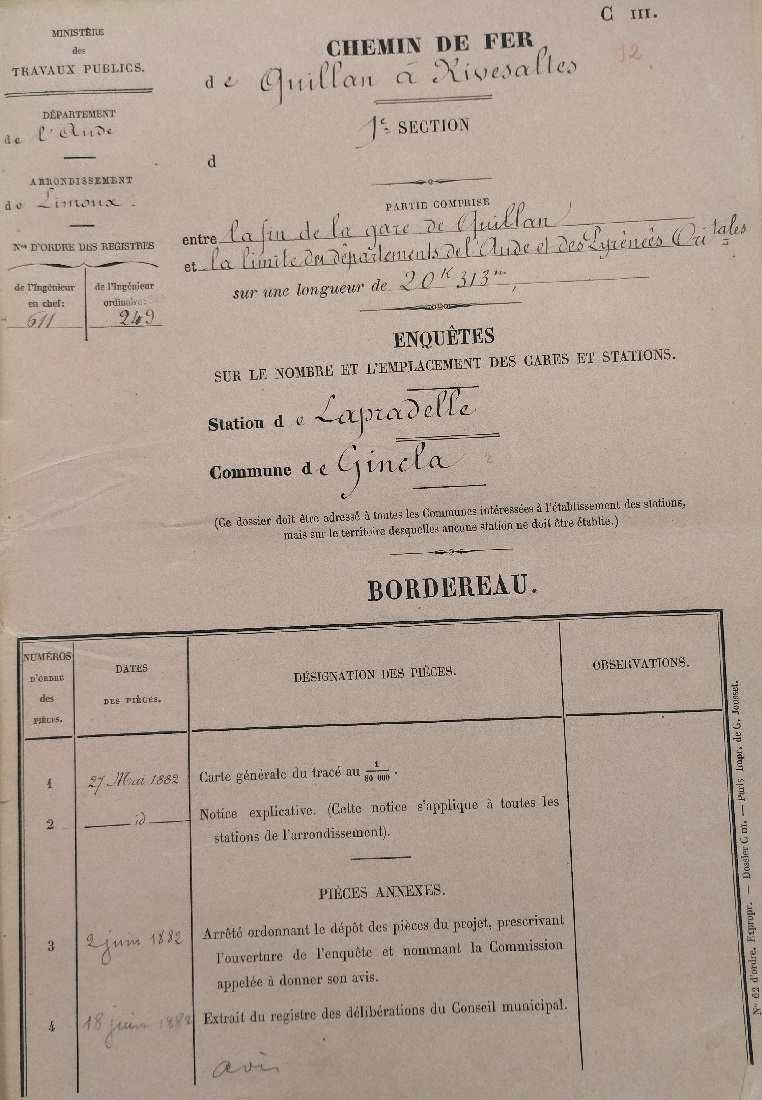 C III.
12.
MINISTÈRE
des
TRAVAUX PUBLICS.
DÉPARTEMENT
de l'Aude
ARRONDISSEMENT
de Limoux.
Nos D'ORDRE DES REGISTRES
de l'Ingénieur
en chef:
611
de l'Ingénieur
ordinaire:
249
CHEMIN DE FER
de Quillan à Rivesaltes
1e SECTION
d
PARTIE COMPRISE
entre la fin de la gare de Quillan
et la limite des départements de l'Aude et des Pyrénées Ortales
sur une longueur de 20K 313m,
ENQUÊTES
SUR LE NOMBRE ET L'EMPLACEMENT DES GARES ET STATIONS.
Station de Lapradelle
Commune de Gincla
(Ce dossier doit être adressé à toutes les Communes intéressées à l'établissement des stations,
mais sur le territoire desquelles aucune station ne doit être établie.)
BORDEREAU.
NUMÉROS
D'ORDRE
des
PIÈCES.
DATES
DES PIÈCES.
DÉSIGNATION DES PIÈCES.
OBSERVATIONS.
1 27 Mai 1882 Carte générale du tracé au 1/80 000.
2 id Notice explicative. (Cette notice s'applique à toutes les
stations de l'arrondissement).
PIÈCES ANNEXES.
3 2 juin 1882 Arrêté ordonnant le dépôt des pièces du projet, prescrivant
l'ouverture de l'enquête et nommant la Commission
appelée à donner son avis.
4 18 juin 1882 Extrait du registre des délibérations du Conseil municipal.
avis
No 62 d'ordre. Expropr. — Dossier C III. — Paris Impr. de G. Jousset.